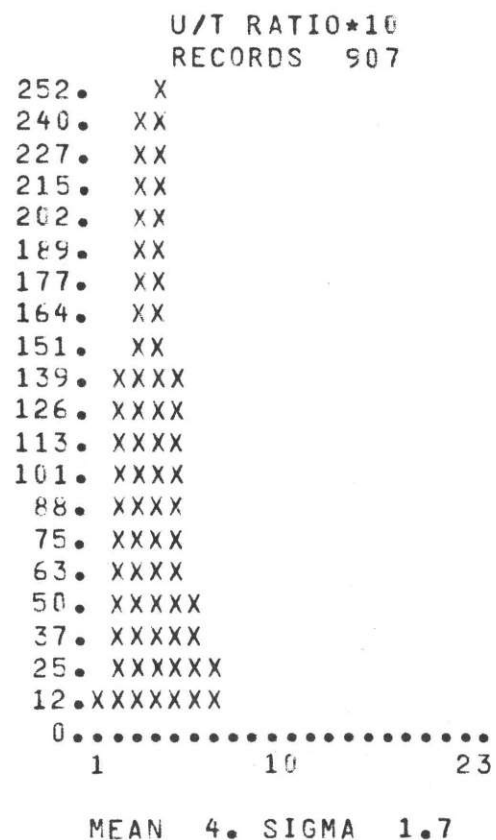 U/T RATIO*10
RECORDS 907
252. X
240. XX
227. XX
215. XX
202. XX
189. XX
177. XX
164. XX
151. XX
139. XXXX
126. XXXX
113. XXXX
101. XXXX
88. XXXX
75. XXXX
63. XXXX
50. XXXXX
37. XXXXX
25. XXXXXX
12.XXXXXXX
0.......................
1 10 23
MEAN 4. SIGMA 1.7